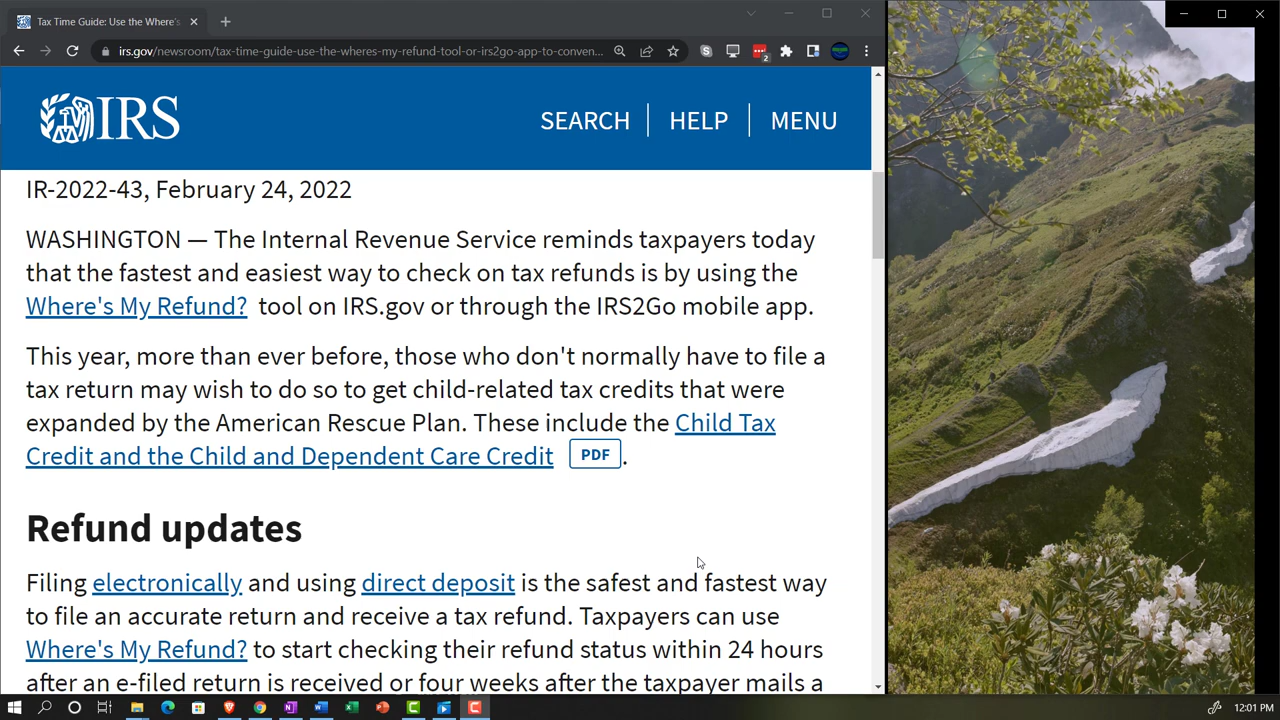 Tax Time Guide: Use the Where's
irs.gov/newsroom/tax-time-guide-use-the-wheres-my-refund-tool-or-irs2go-app-to-conven...
2
IRS
SEARCH
HELP
MENU
IR-2022-43, February 24, 2022
WASHINGTON — The Internal Revenue Service reminds taxpayers today
that the fastest and easiest way to check on tax refunds is by using the
Where's My Refund? tool on IRS.gov or through the IRS2Go mobile app.
This year, more than ever before, those who don't normally have to file a
tax return may wish to do so to get child-related tax credits that were
expanded by the American Rescue Plan. These include the Child Tax
Credit and the Child and Dependent Care Credit PDF.
Refund updates
Filing electronically and using direct deposit is the safest and fastest way
to file an accurate return and receive a tax refund. Taxpayers can use
Where's My Refund? to start checking their refund status within 24 hours
after an e-filed return is received or four weeks after the taxpayer mails a
12:01 PM